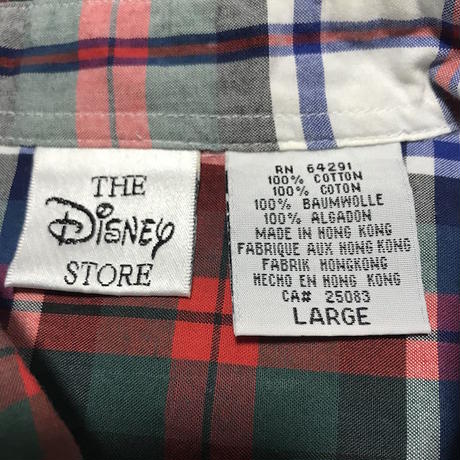 THE
Disney
STORE
RN 64291
100% COTTON
100% COTON
100% BAUMWOLLE
100% ALGADON
MADE IN HONG KONG
FABRIQUE AUX HONG KONG
FABRIK HONGKONG
HECHO EN HONG KONG
CA# 25083
LARGE